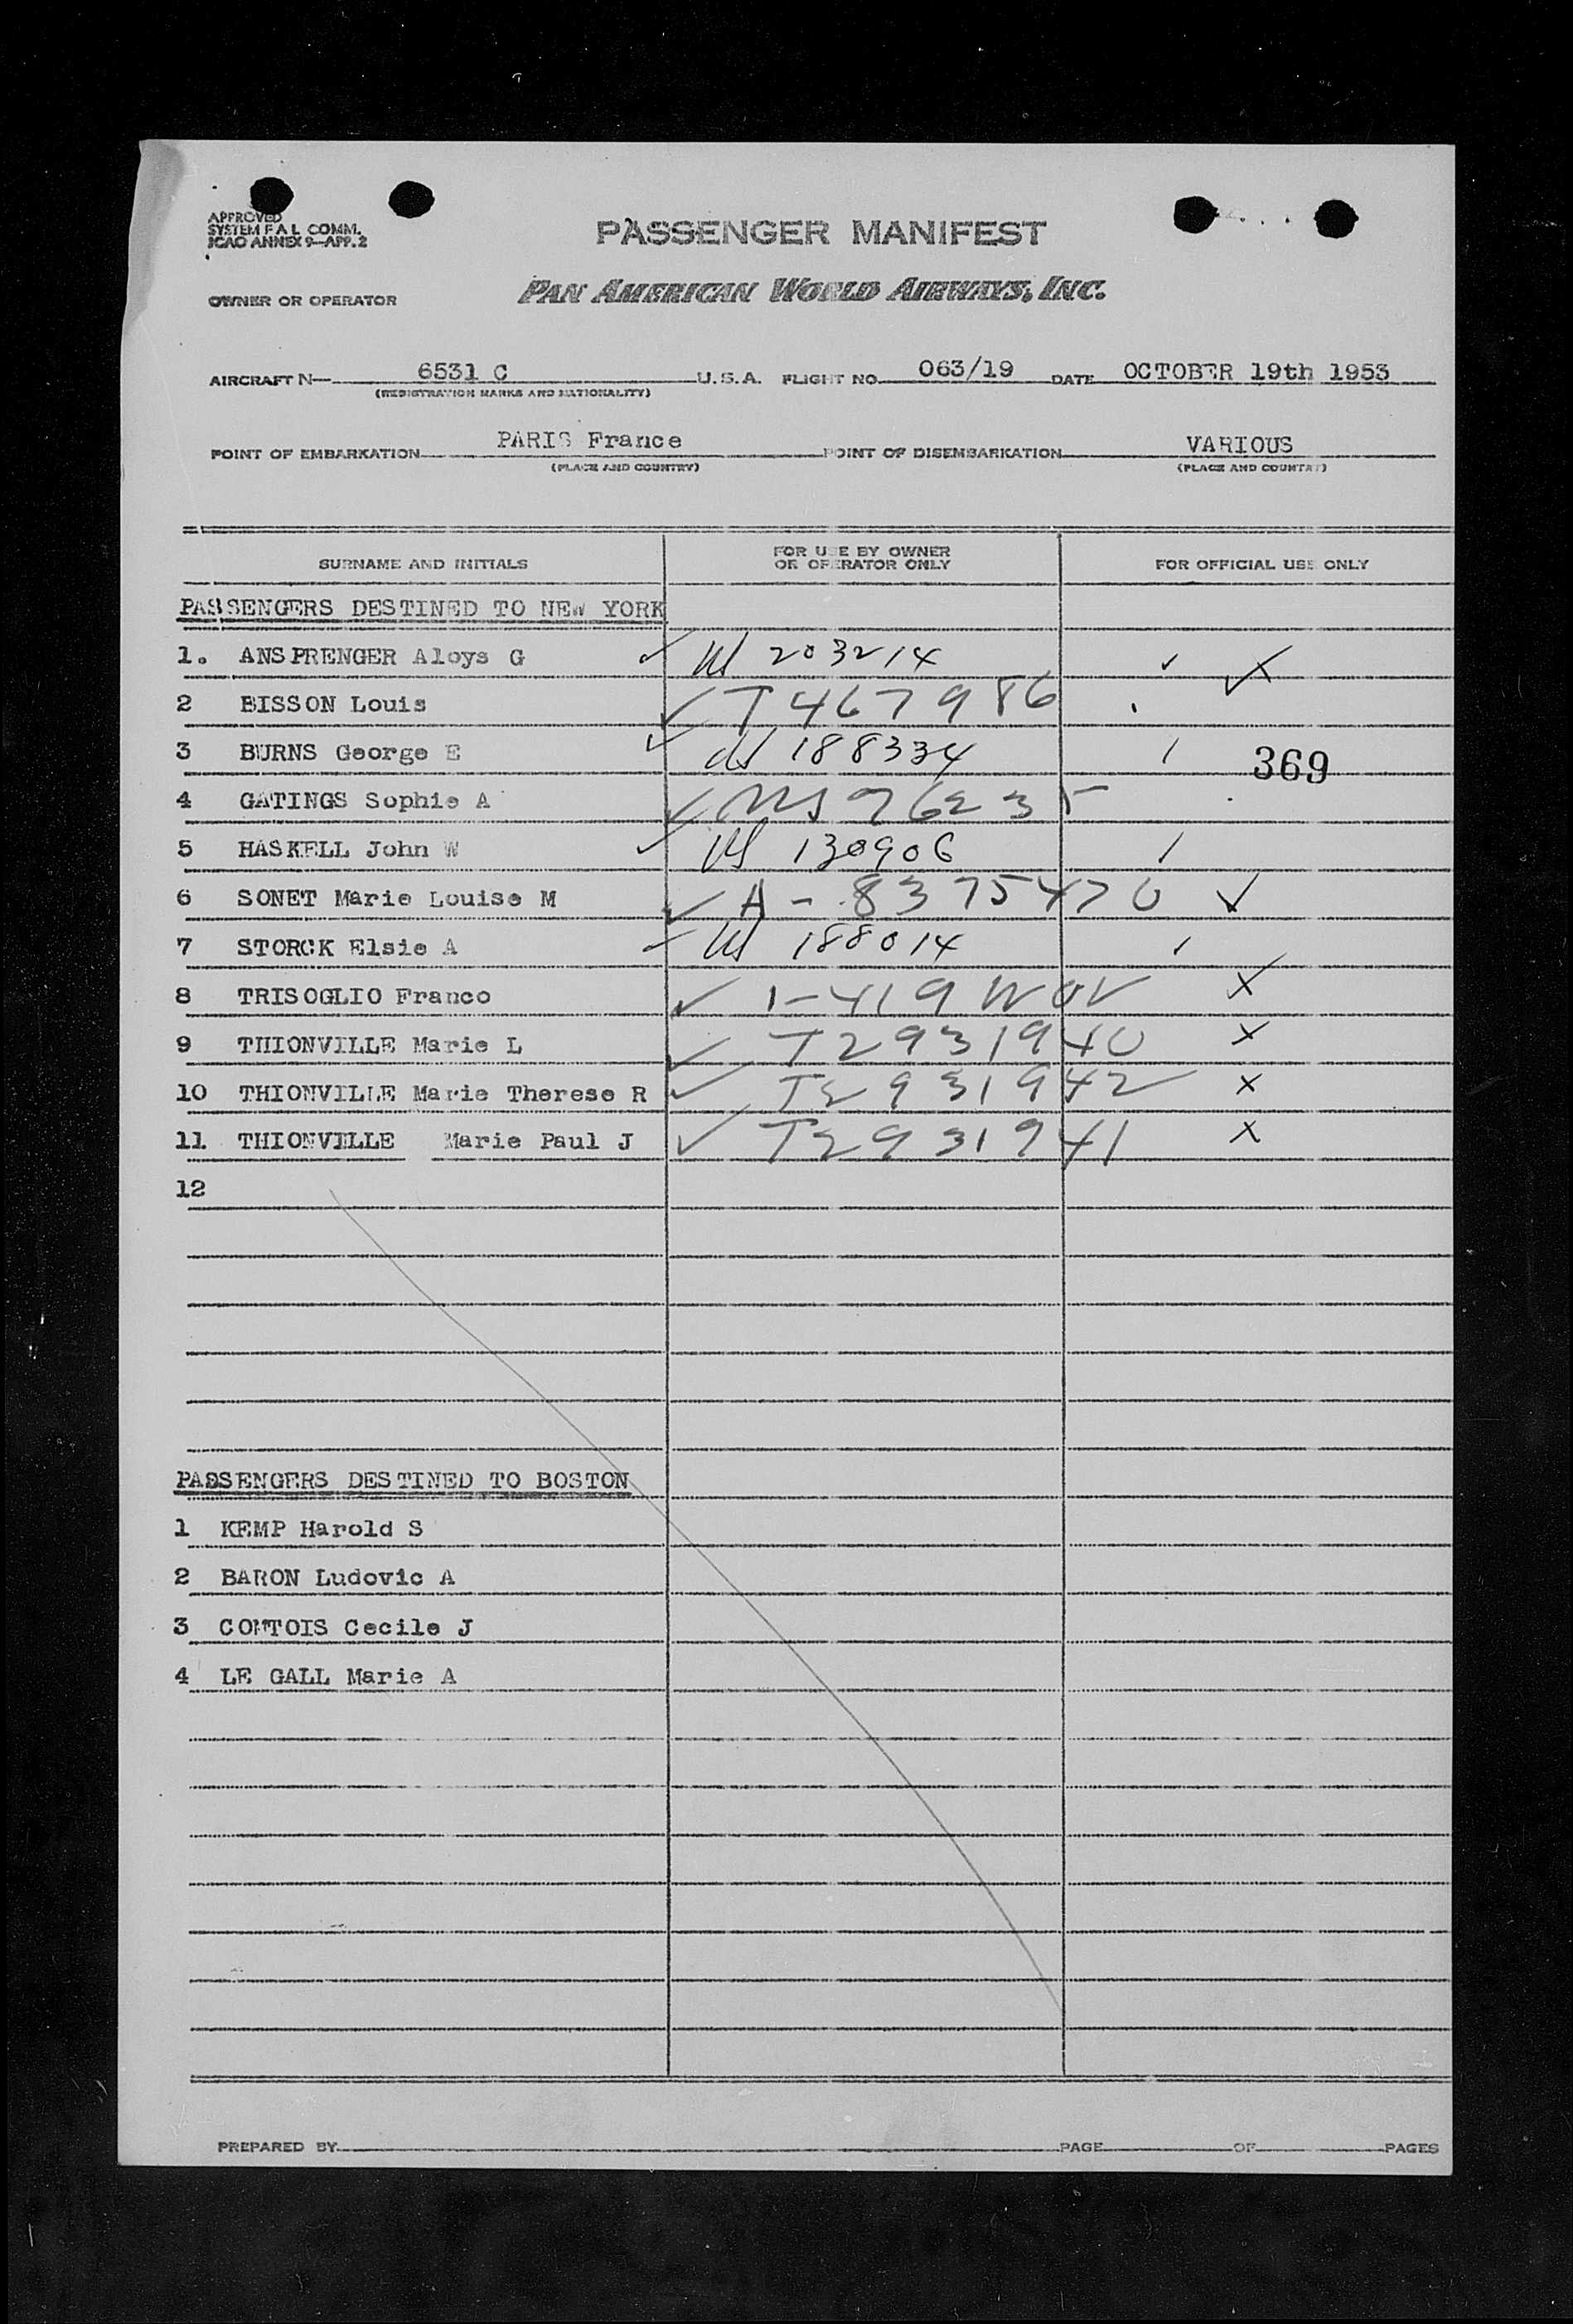 APPROVED
SYSTEM F A L COMM.
ICAO ANNEX 9—APP. 2
PASSENGER MANIFEST
OWNER OR OPERATOR PAN AMERICAN WORLD AIRWAYS, INC.
AIRCRAFT N— 6531 C U.S.A. FLIGHT NO. 063/19 DATE OCTOBER 19th 1953
(REGISTRATION MARKS AND NATIONALITY)
POINT OF EMBARKATION PARIS France POINT OF DISEMBARKATION VARIOUS
(PLACE AND COUNTRY) (PLACE AND COUNTRY)
SURNAME AND INITIALS FOR USE BY OWNER OR OPERATOR ONLY FOR OFFICIAL USE ONLY
PASSENGERS DESTINED TO NEW YORK
1. ANSPRENGER Aloys G ✓ 203214 ✓ X
2 BISSON Louis ✓ T 467986
3 BURNS George E ✓ 188334 / 369
4 GATINGS Sophie A ✓ 76235
5 HASKELL John W ✓ 130906 /
6 SONET Marie Louise M ✓ A - 8375470 ✓
7 STORCK Elsie A ✓ 188014 /
8 TRISOGLIO Franco ✓ 1-419 X
9 THIONVILLE Marie L ✓ T2931940 X
10 THIONVILLE Marie Therese R ✓ T2931942 X
11 THIONVILLE Marie Paul J ✓ T2931941 X
12
PASSENGERS DESTINED TO BOSTON
1 KEMP Harold S
2 BARON Ludovic A
3 COMTOIS Cecile J
4 LE GALL Marie A
PREPARED BY PAGE OF PAGES